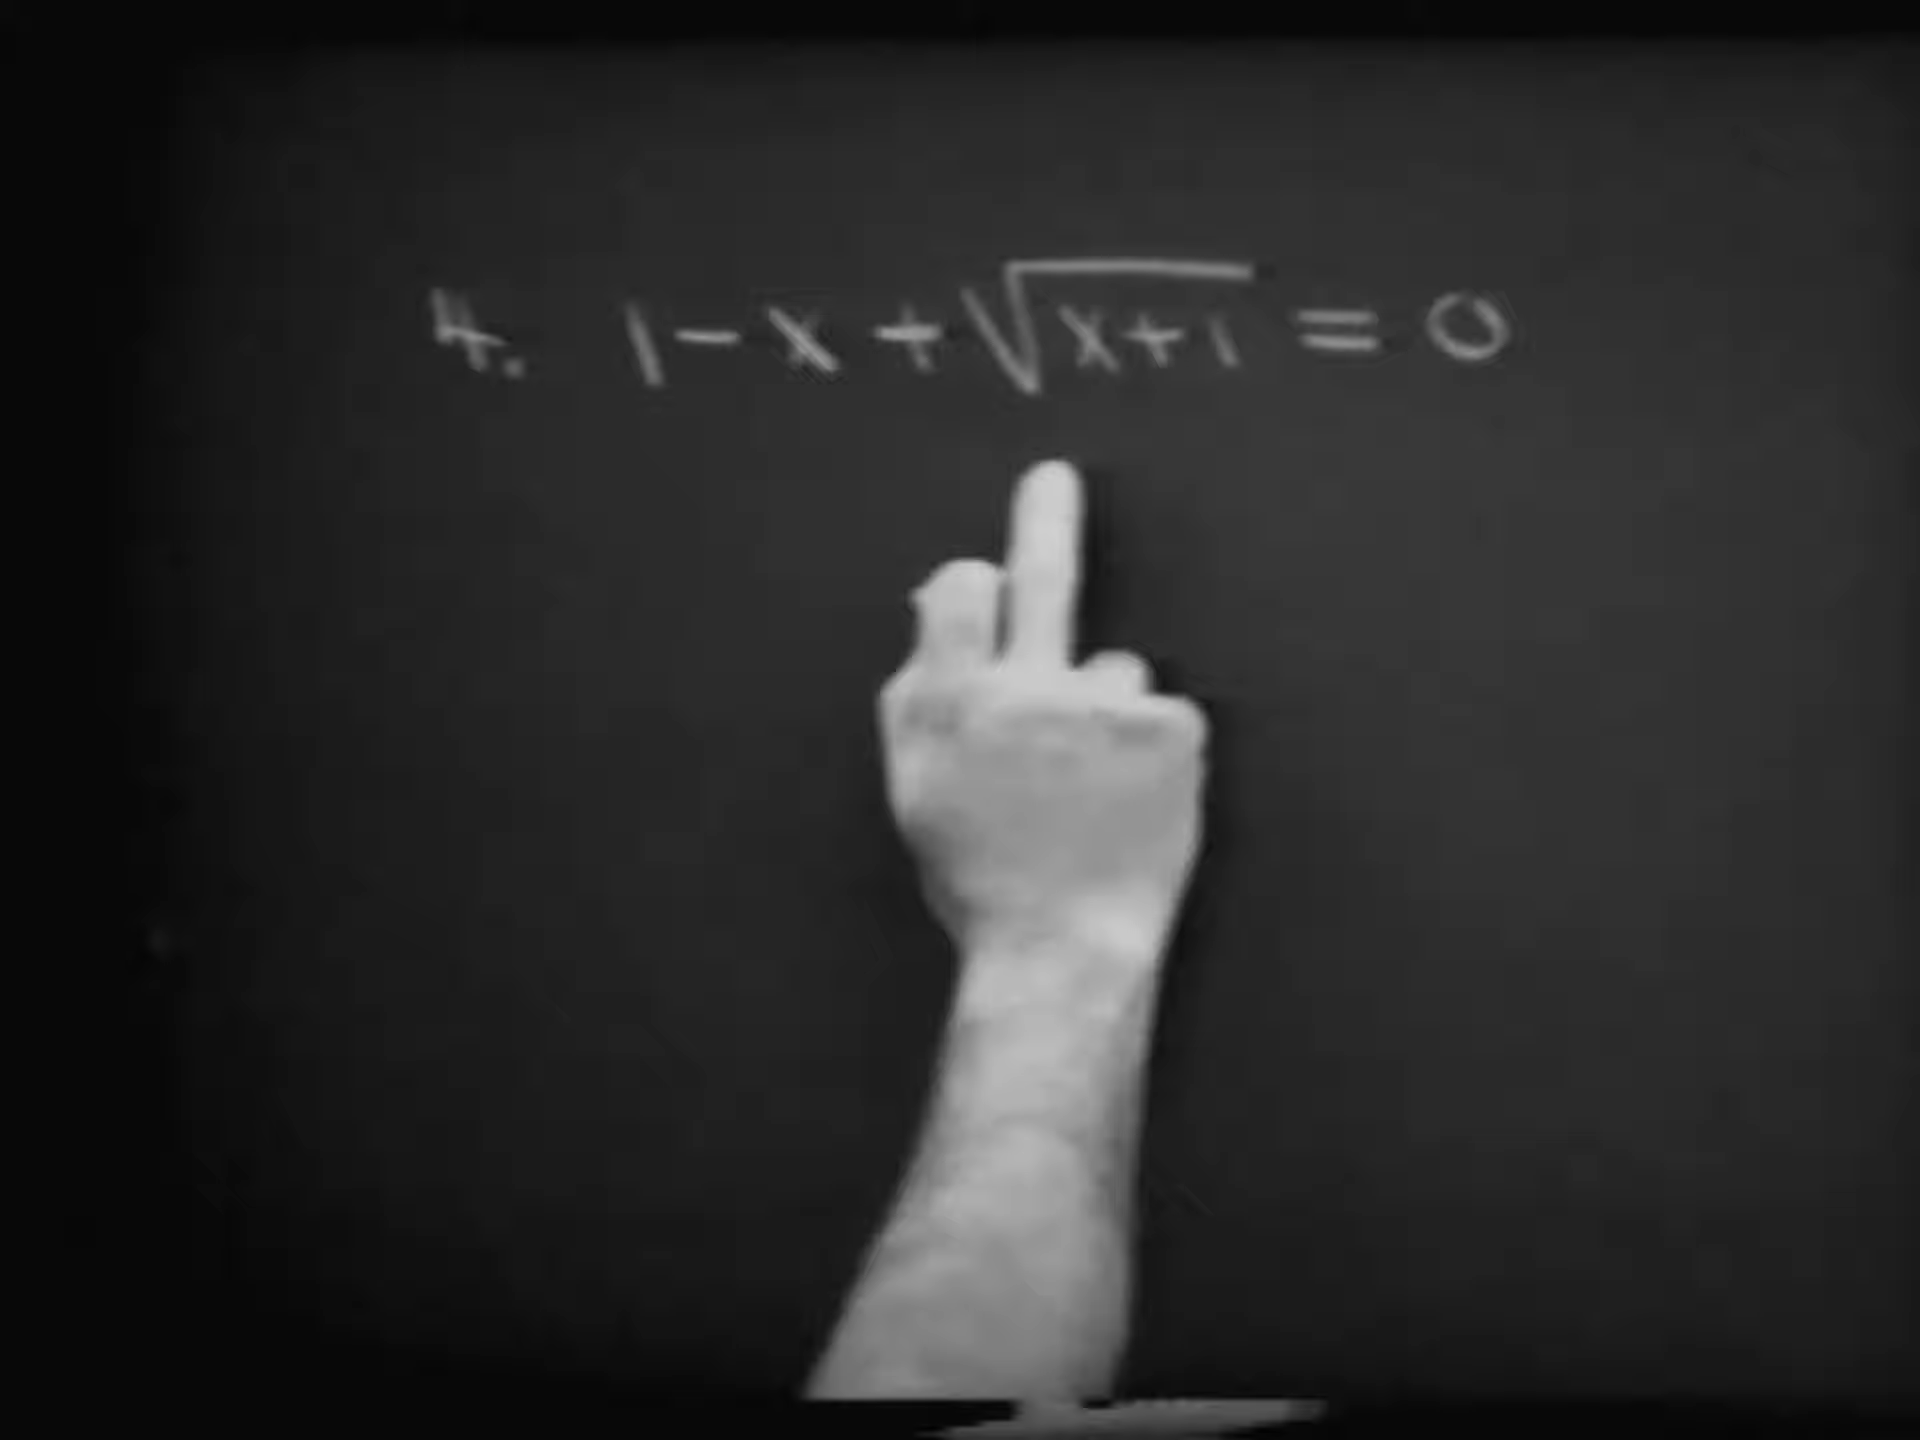 4. 1 - x + √x+1 = 0